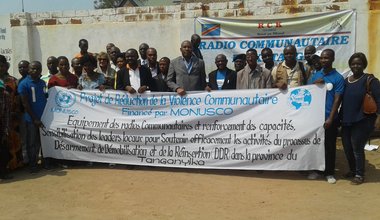 R C K
RADIO COMMUNAUTAIRE
Projet de Réduction de la Violence Communautaire
Financé par MONUSCO
Equipement des radios Communautaires et renforcement des capacités,
Sensibilisation des leaders locaux pour Soutenir efficacement les activités du processus de
Désarmement de Démobilisation et de la Réinsertion DDR dans la province du
Tanganyika